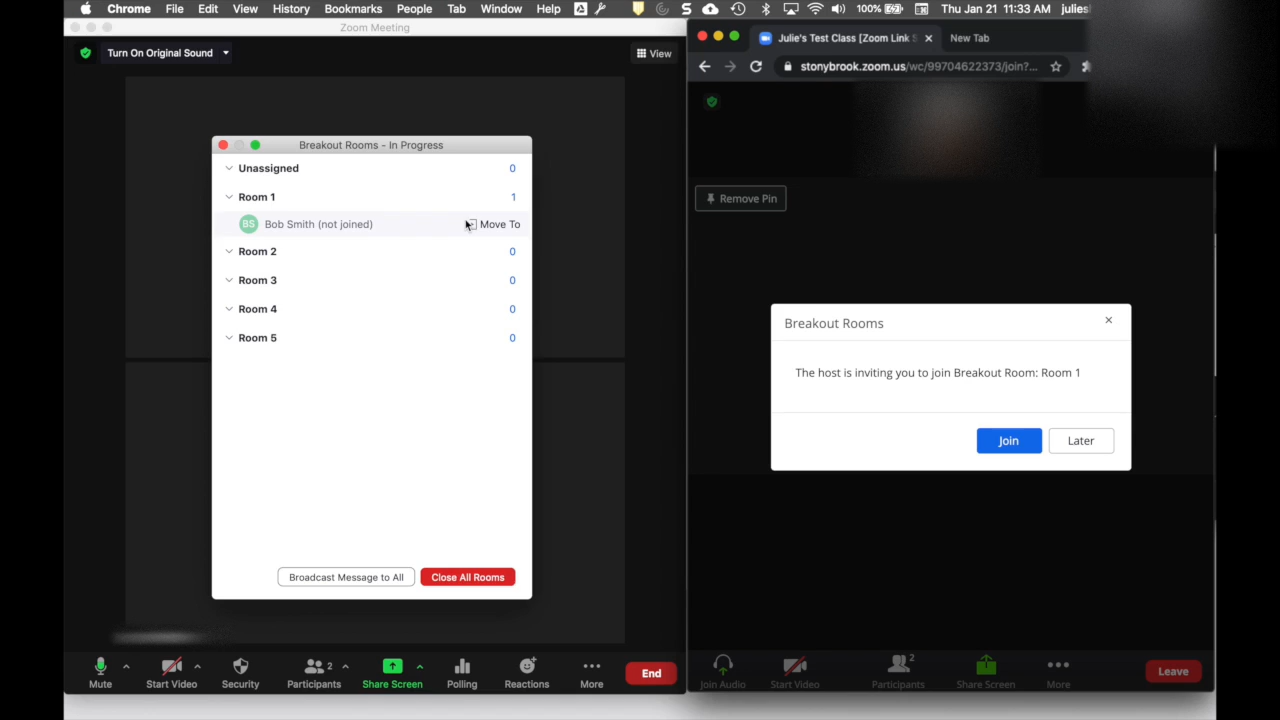 Chrome File Edit View History Bookmarks People Tab Window Help S 100% Thu Jan 21 11:33 AM julies
Zoom Meeting
Turn On Original Sound
View
Breakout Rooms - In Progress
Unassigned 0
Room 1 1
BS Bob Smith (not joined) Move To
Room 2 0
Room 3 0
Room 4 0
Room 5 0
Broadcast Message to All Close All Rooms
Mute Start Video Security 2 Participants Share Screen Polling Reactions More End
Julie's Test Class [Zoom Link New Tab
stonybrook.zoom.us/wc/99704622373/join?...
Remove Pin
Breakout Rooms
The host is inviting you to join Breakout Room: Room 1
Join Later
Join Audio Start Video 2 Participants Share Screen More Leave